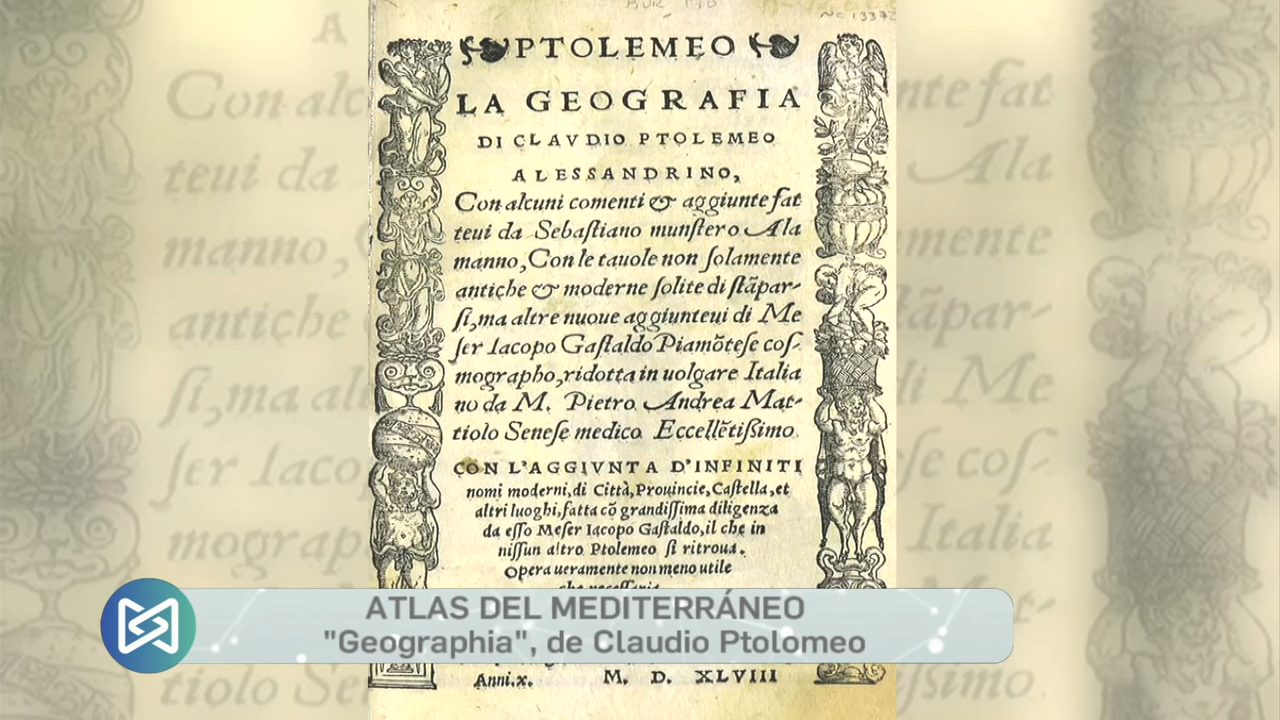 PTOLEMEO
LA GEOGRAFIA
DI CLAVDIO PTOLEMEO
ALESSANDRINO,
Con alcuni comenti & aggiunte fat
teui da Sebaſtiano munſtero Ala
manno, Con le tauole non ſolamente
antiche & moderne ſolite di ſtãpar-
ſi, ma altre nuoue aggiunteui di Me
ſer Iacopo Gaſtaldo Piamõteſe coſ-
mographo, ridotta in uolgare Italia
no da M. Pietro Andrea Mat-
tiolo Seneſe medico Eccellẽtißimo
CON L'AGGIVNTA D'INFINITI
nomi moderni, di Città, Prouincie, Caſtella, et
altri luoghi, fatta cõ grandiſſima diligenza
da eſſo Meſer Iacopo Gaſtaldo, il che in
niſſun altro Ptolemeo ſi ritroua.
Opera ueramente non meno utile
che neceſſaria.
ATLAS DEL MEDITERRÁNEO
"Geographia", de Claudio Ptolomeo
Anni.x. M. D. XLVIII